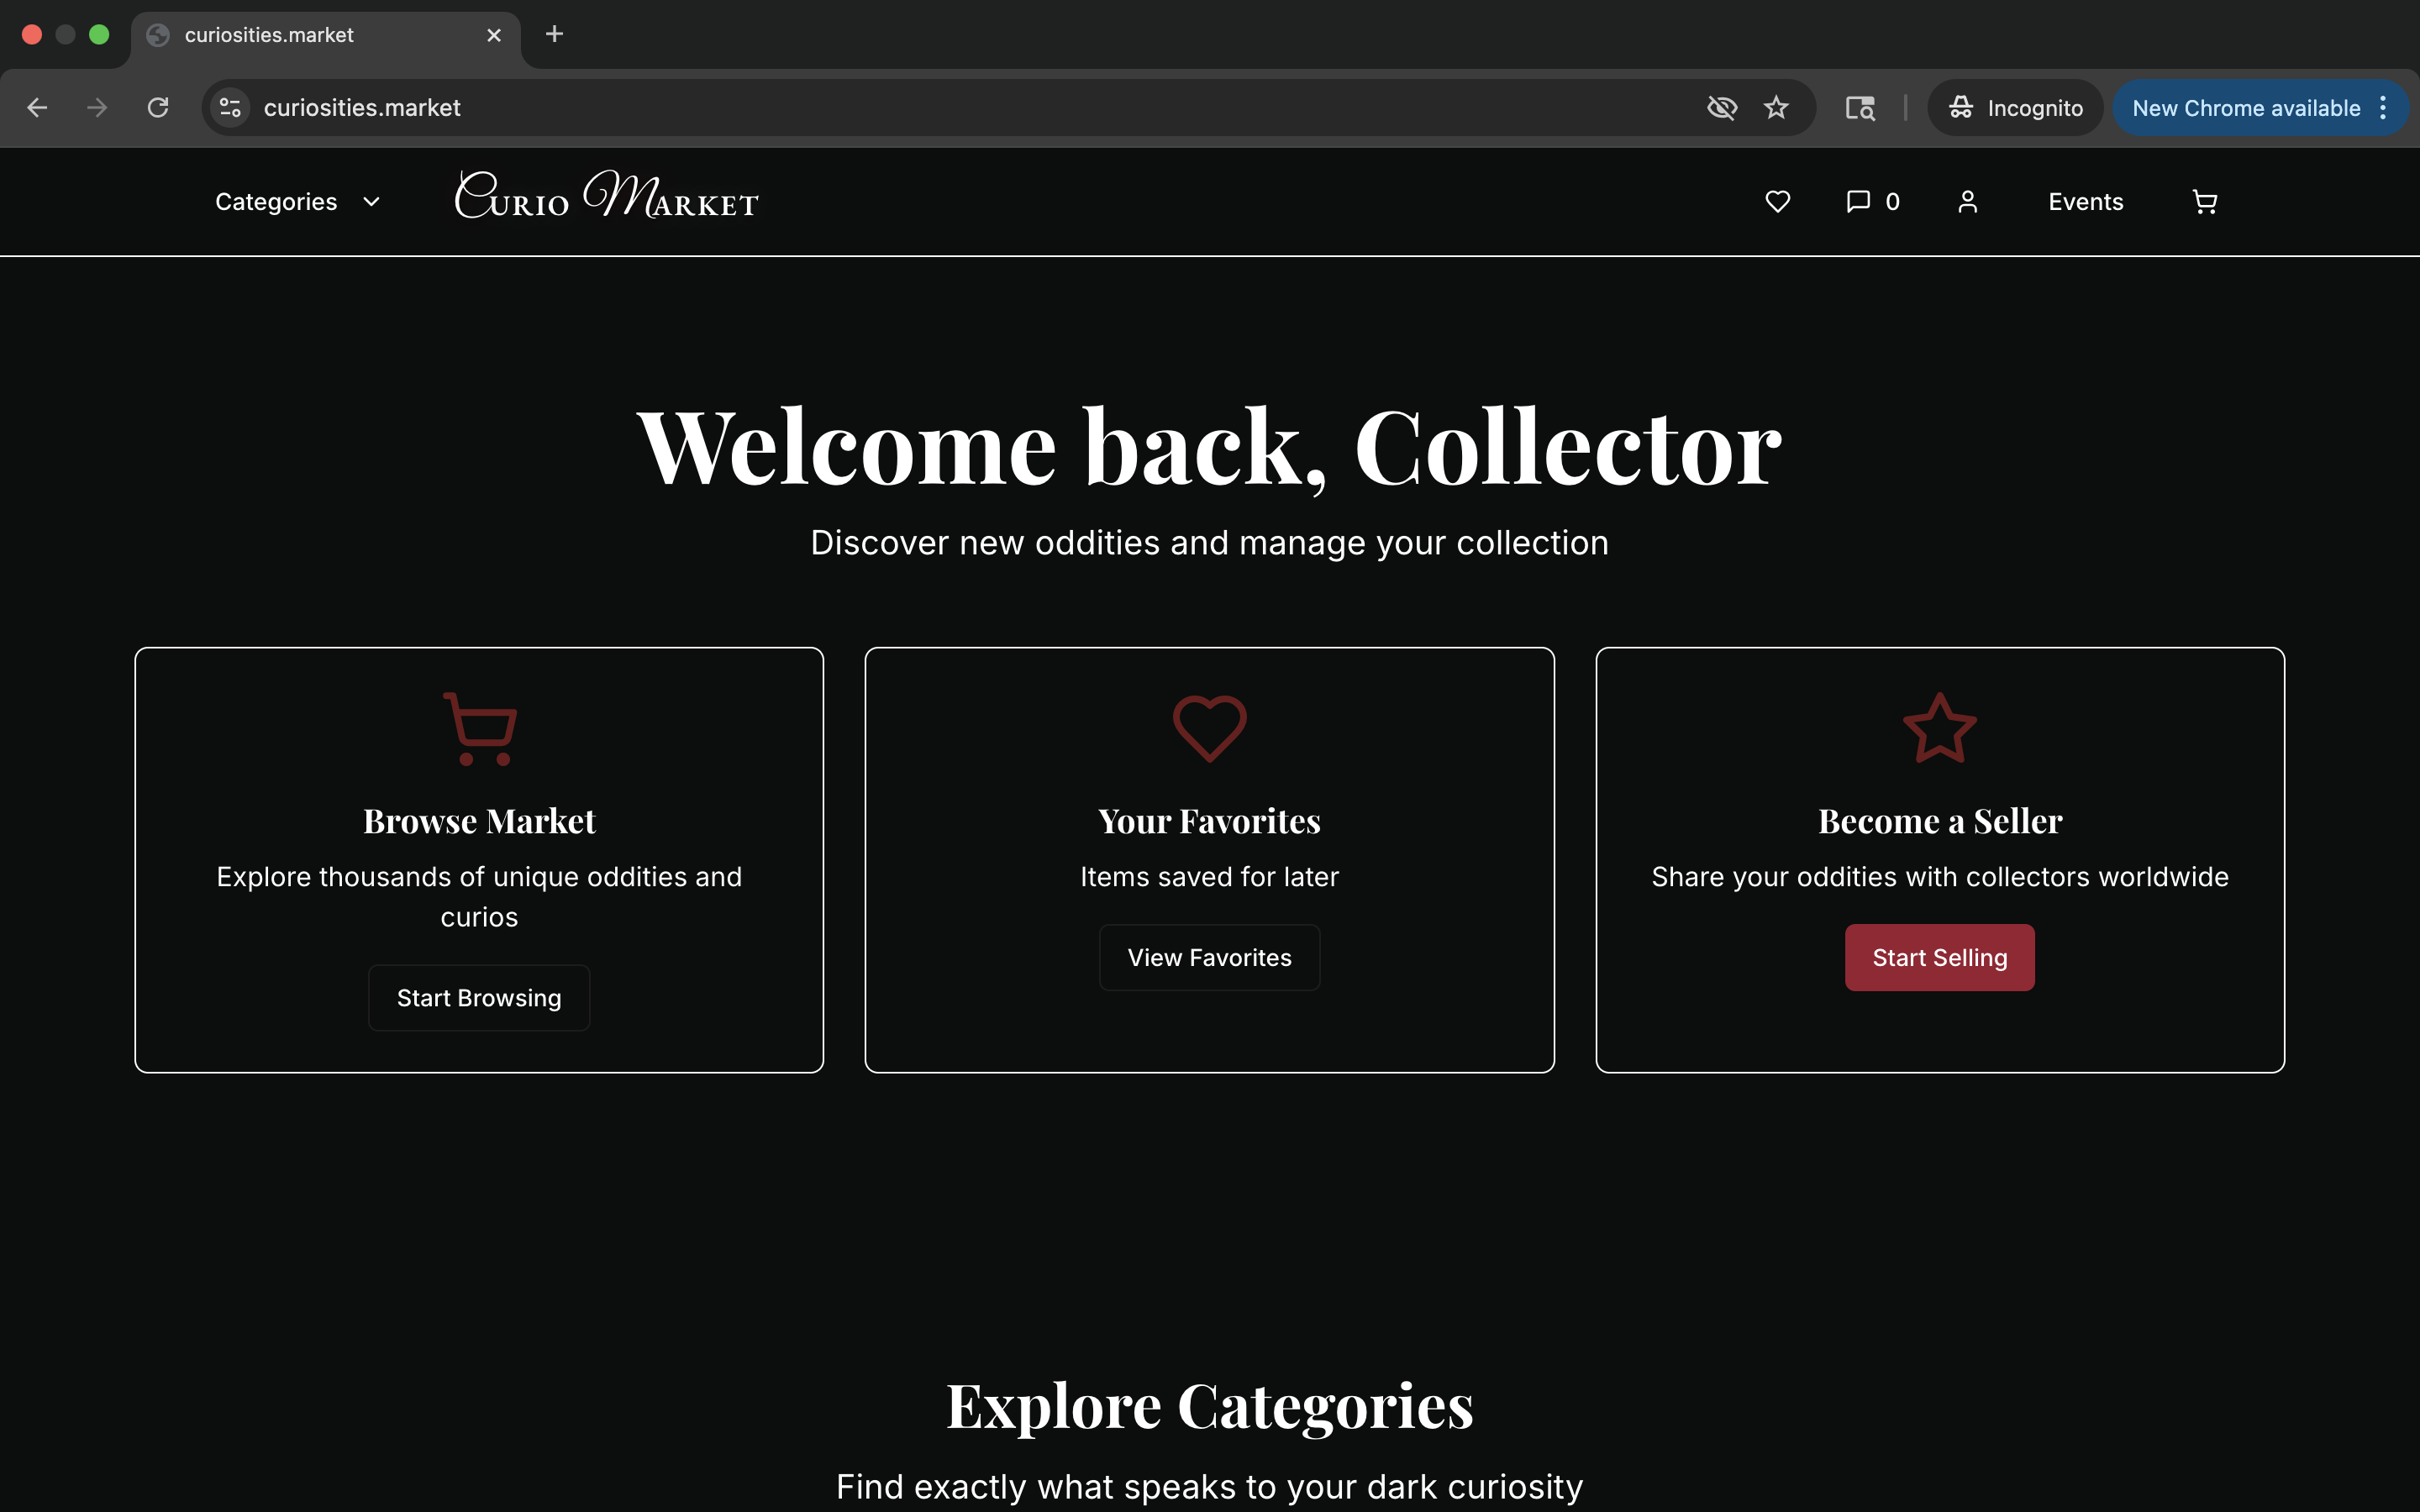 curiosities.market
curiosities.market
Incognito
New Chrome available
Categories
Curio Market
0
Events
Welcome back, Collector
Discover new oddities and manage your collection
Browse Market
Explore thousands of unique oddities and
curios
Start Browsing
Your Favorites
Items saved for later
View Favorites
Become a Seller
Share your oddities with collectors worldwide
Start Selling
Explore Categories
Find exactly what speaks to your dark curiosity